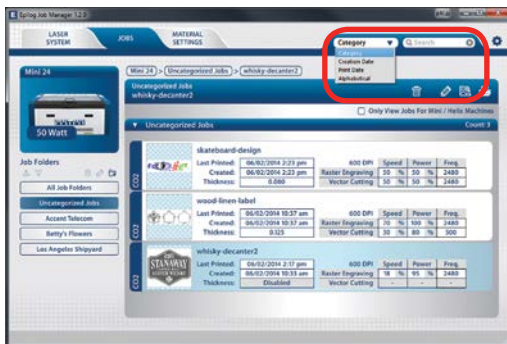 Epilog Job Manager 1.2.0
LASER SYSTEM
JOBS
MATERIAL SETTINGS
Category
Search
Category
Creation Date
Print Date
Alphabetical
Mini 24
50 Watt
Job Folders
All Job Folders
Uncategorized Jobs
Accent Telecom
Betty's Flowers
Los Angeles Shipyard
Mini 24 > Uncategorized Jobs > whisky-decanter2
Uncategorized Jobs
whisky-decanter2
Only View Jobs For Mini / Helix Machines
Uncategorized Jobs Count: 3
CO2
skateboard-design
Last Printed: 06/02/2014 2:23 pm 600 DPI Speed Power Freq.
Created: 06/02/2014 2:23 pm Raster Engraving 50 % 50 % 2480
Thickness: 0.000 Vector Cutting 50 % 50 % 2480
CO2
wood-linen-label
Last Printed: 06/02/2014 10:37 am 600 DPI Speed Power Freq.
Created: 06/02/2014 10:37 am Raster Engraving 70 % 100 % 2480
Thickness: 0.125 Vector Cutting 30 % 80 % 500
CO2
STANAWAY
whisky-decanter2
Last Printed: 06/02/2014 2:17 pm 600 DPI Speed Power Freq.
Created: 06/02/2014 10:35 am Raster Engraving 18 % 95 % 2480
Thickness: Disabled Vector Cutting - - -